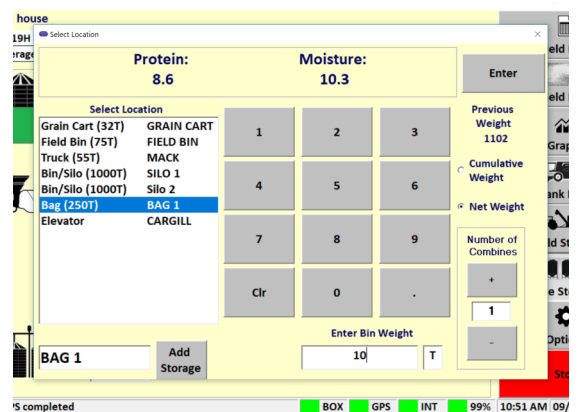 house
19H
Select Location
Protein:
8.6
Moisture:
10.3
Enter
Select Location
Grain Cart (32T) GRAIN CART
Field Bin (75T) FIELD BIN
Truck (55T) MACK
Bin/Silo (1000T) SILO 1
Bin/Silo (1000T) Silo 2
Bag (250T) BAG 1
Elevator CARGILL
1 2 3
4 5 6
7 8 9
Clr 0 .
Previous
Weight
1102
Cumulative
Weight
Net Weight
Number of
Combines
+
1
-
Enter Bin Weight
10 T
BAG 1
Add
Storage
completed
BOX GPS INT 99% 10:51 AM 09/